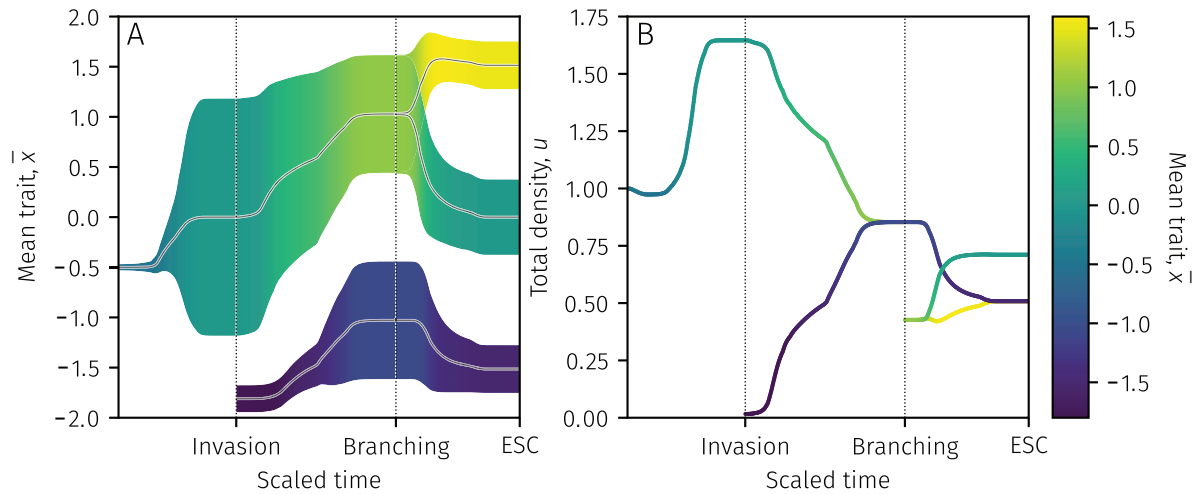 A
2.0
1.5
1.0
0.5
0.0
−0.5
−1.0
−1.5
−2.0
Mean trait, x̅
Invasion
Branching
ESC
Scaled time
B
1.75
1.50
1.25
1.00
0.75
0.50
0.25
0.00
Total density, u
Invasion
Branching
ESC
Scaled time
1.5
1.0
0.5
0.0
−0.5
−1.0
−1.5
Mean trait, x̅